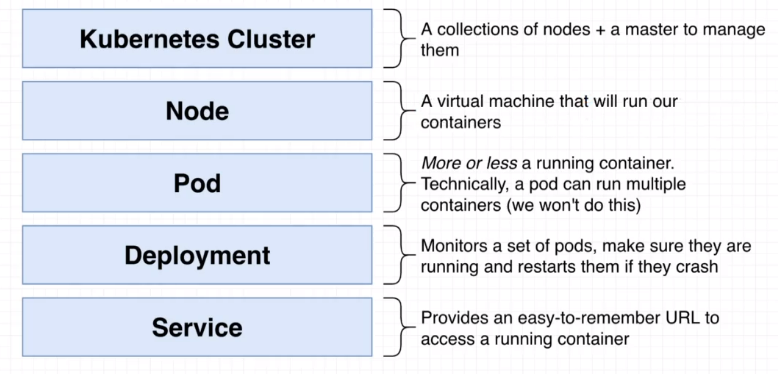 Kubernetes Cluster
A collections of nodes + a master to manage
them
Node
A virtual machine that will run our
containers
Pod
More or less a running container.
Technically, a pod can run multiple
containers (we won't do this)
Deployment
Monitors a set of pods, make sure they are
running and restarts them if they crash
Service
Provides an easy-to-remember URL to
access a running container